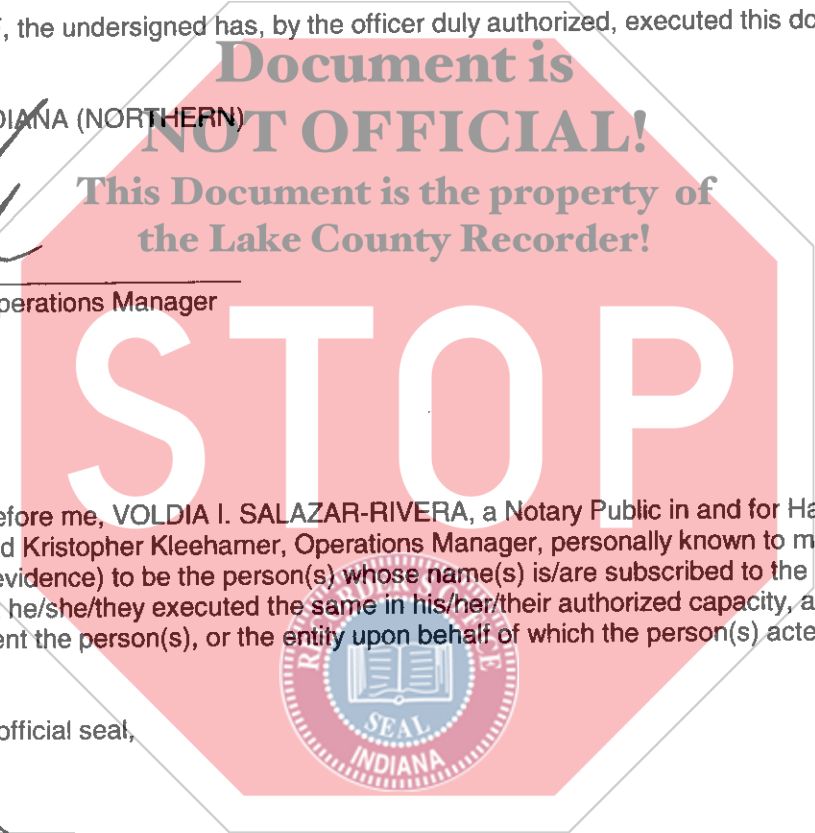 , the undersigned has, by the officer duly authorized, executed this do
Document is
DIANA (NORTHERN)
NOT OFFICIAL!
This Document is the property of
the Lake County Recorder!
perations Manager
STOP
efore me, VOLDIA I. SALAZAR-RIVERA, a Notary Public in and for Ha
d Kristopher Kleehamer, Operations Manager, personally known to m
evidence) to be the person(s) whose name(s) is/are subscribed to the
he/she/they executed the same in his/her/their authorized capacity, a
ent the person(s), or the entity upon behalf of which the person(s) acte
RECORDER'S OFFICE
SEAL
INDIANA
official seal,